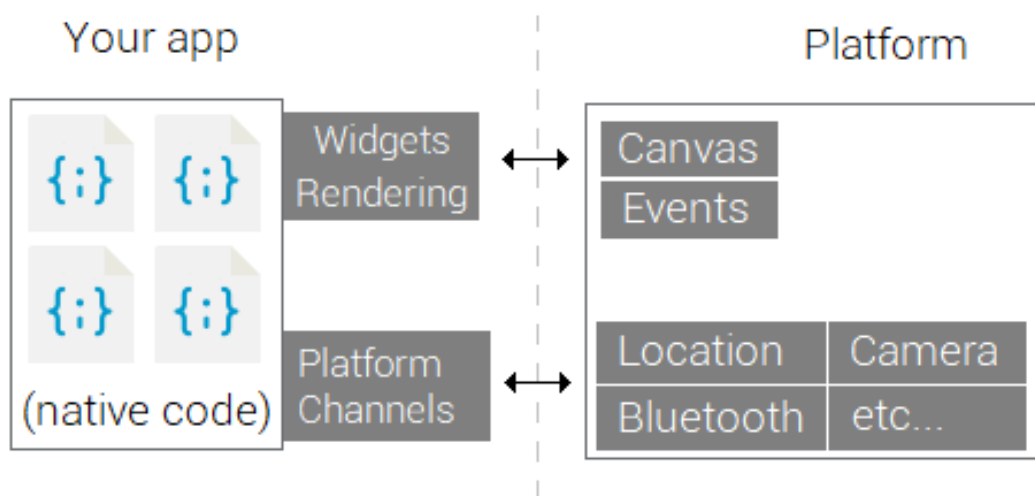 Your app
Platform
{;} {;}
{;} {;}
(native code)
Widgets
Rendering
Platform
Channels
Canvas
Events
Location
Camera
Bluetooth
etc...